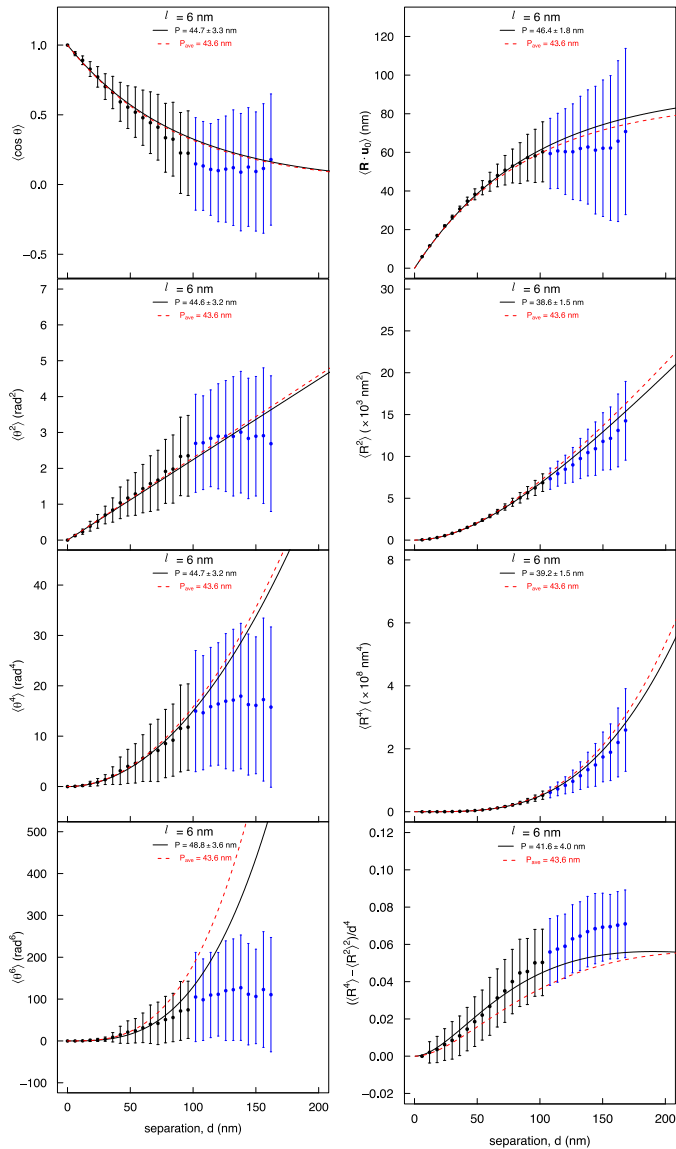 l = 6 nm
P = 44.7 ± 3.3 nm
Pave = 43.6 nm
1.0
0.5
0.0
−0.5
⟨cos θ⟩
l = 6 nm
P = 46.4 ± 1.8 nm
Pave = 43.6 nm
120
100
80
60
40
20
0
⟨R · u0⟩ (nm)
l = 6 nm
P = 44.6 ± 3.2 nm
Pave = 43.6 nm
7
6
5
4
3
2
1
0
⟨θ²⟩ (rad²)
l = 6 nm
P = 38.6 ± 1.5 nm
Pave = 43.6 nm
30
25
20
15
10
5
0
⟨R²⟩ (× 10³ nm²)
l = 6 nm
P = 44.7 ± 3.2 nm
Pave = 43.6 nm
40
30
20
10
0
⟨θ⁴⟩ (rad⁴)
l = 6 nm
P = 39.2 ± 1.5 nm
Pave = 43.6 nm
8
6
4
2
0
⟨R⁴⟩ (× 10⁸ nm⁴)
l = 6 nm
P = 48.8 ± 3.6 nm
Pave = 43.6 nm
500
400
300
200
100
0
−100
⟨θ⁶⟩ (rad⁶)
0 50 100 150 200
separation, d (nm)
l = 6 nm
P = 41.6 ± 4.0 nm
Pave = 43.6 nm
0.12
0.10
0.08
0.06
0.04
0.02
0.00
−0.02
(⟨R⁴⟩ − ⟨R²⟩²)/d⁴
0 50 100 150 200
separation, d (nm)